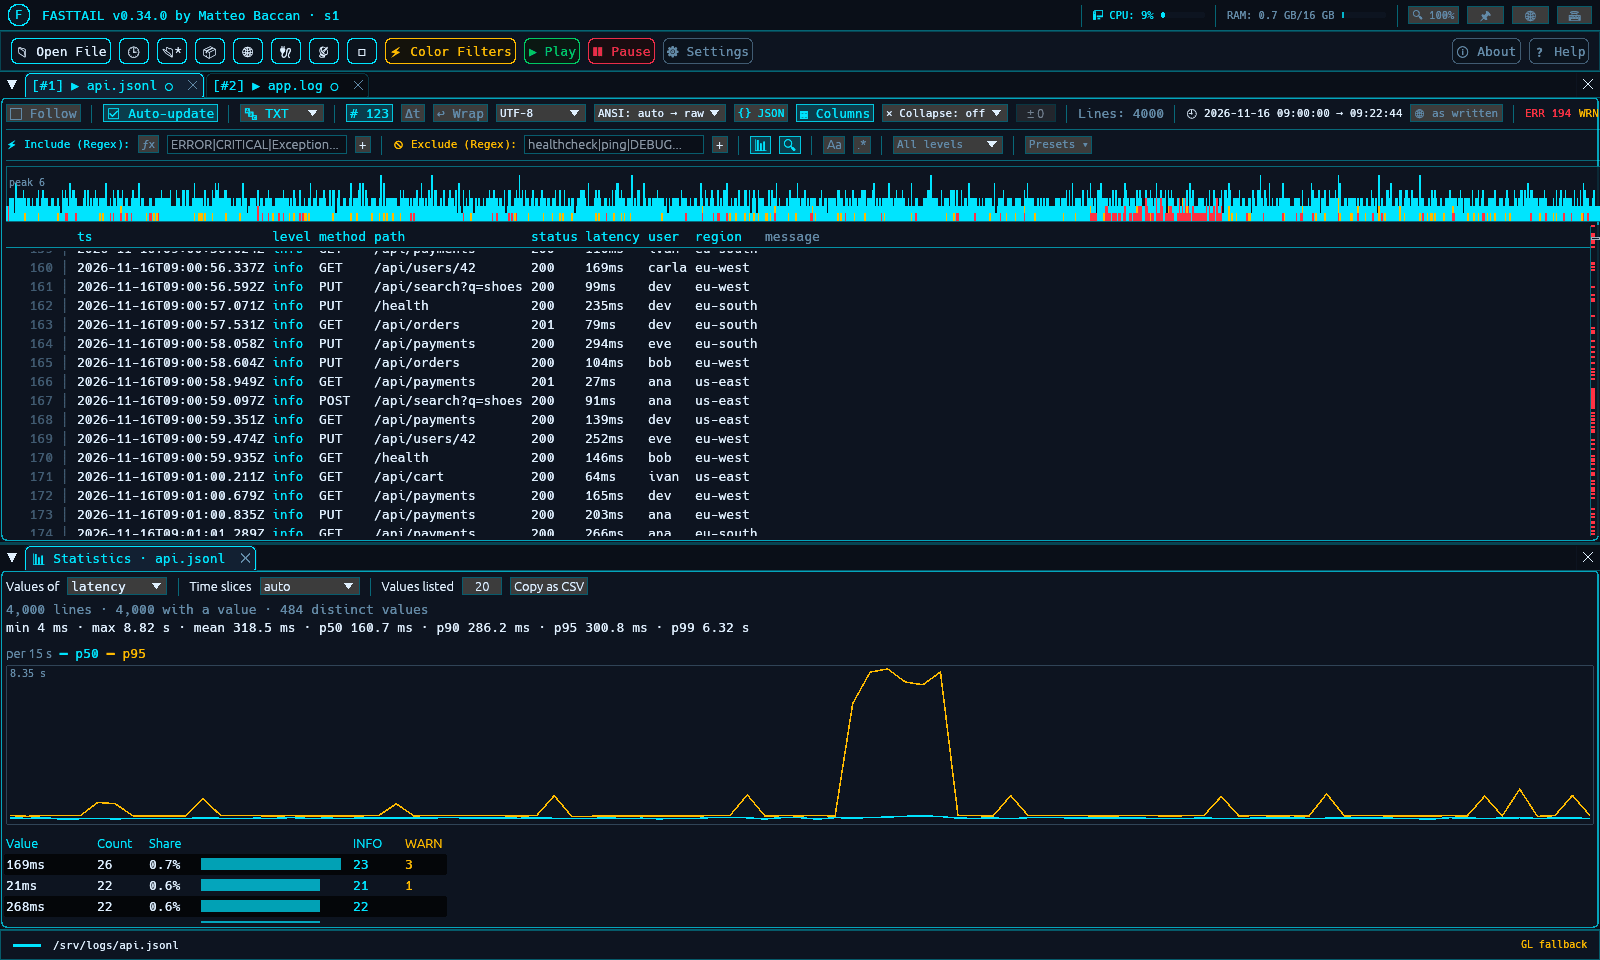 F FASTTAIL v0.34.0 by Matteo Baccan · s1 CPU: 9% RAM: 0.7 GB/16 GB 100%
Open File * Color Filters Play Pause Settings About ? Help
[#1] ▶ api.jsonl ○ [#2] ▶ app.log ○
Follow Auto-update TXT # 123 Δt ↩ Wrap UTF-8 ANSI: auto → raw {} JSON Columns × Collapse: off ±0 Lines: 4000 2026-11-16 09:00:00 → 09:22:44 as written ERR 194 WRN
Include (Regex): ƒx ERROR|CRITICAL|Exception... + Exclude (Regex): healthcheck|ping|DEBUG... + Aa .* All levels Presets ▾
peak 6
ts level method path status latency user region message
160 2026-11-16T09:00:56.337Z info GET /api/users/42 200 169ms carla eu-west
161 2026-11-16T09:00:56.592Z info PUT /api/search?q=shoes 200 99ms dev eu-west
162 2026-11-16T09:00:57.071Z info PUT /health 200 235ms dev eu-south
163 2026-11-16T09:00:57.531Z info GET /api/orders 201 79ms dev eu-south
164 2026-11-16T09:00:58.058Z info PUT /api/payments 200 294ms eve eu-south
165 2026-11-16T09:00:58.604Z info PUT /api/orders 200 104ms bob eu-west
166 2026-11-16T09:00:58.949Z info GET /api/payments 201 27ms ana us-east
167 2026-11-16T09:00:59.097Z info POST /api/search?q=shoes 200 91ms ana us-east
168 2026-11-16T09:00:59.351Z info GET /api/payments 200 139ms dev eu-west
169 2026-11-16T09:00:59.474Z info PUT /api/users/42 200 252ms eve eu-west
170 2026-11-16T09:00:59.935Z info GET /health 200 146ms bob eu-west
171 2026-11-16T09:01:00.211Z info GET /api/cart 200 64ms ivan us-east
172 2026-11-16T09:01:00.679Z info GET /api/payments 200 165ms dev eu-west
173 2026-11-16T09:01:00.835Z info PUT /api/payments 200 203ms ana eu-west
174 2026-11-16T09:01:01.289Z info GET /api/payments 200 266ms ana eu-south
Statistics · api.jsonl
Values of latency Time slices auto Values listed 20 Copy as CSV
4,000 lines · 4,000 with a value · 484 distinct values
min 4 ms · max 8.82 s · mean 318.5 ms · p50 160.7 ms · p90 286.2 ms · p95 300.8 ms · p99 6.32 s
per 15 s p50 p95
8.35 s
Value Count Share INFO WARN
169ms 26 0.7% 23 3
21ms 22 0.6% 21 1
268ms 22 0.6% 22
/srv/logs/api.jsonl GL fallback